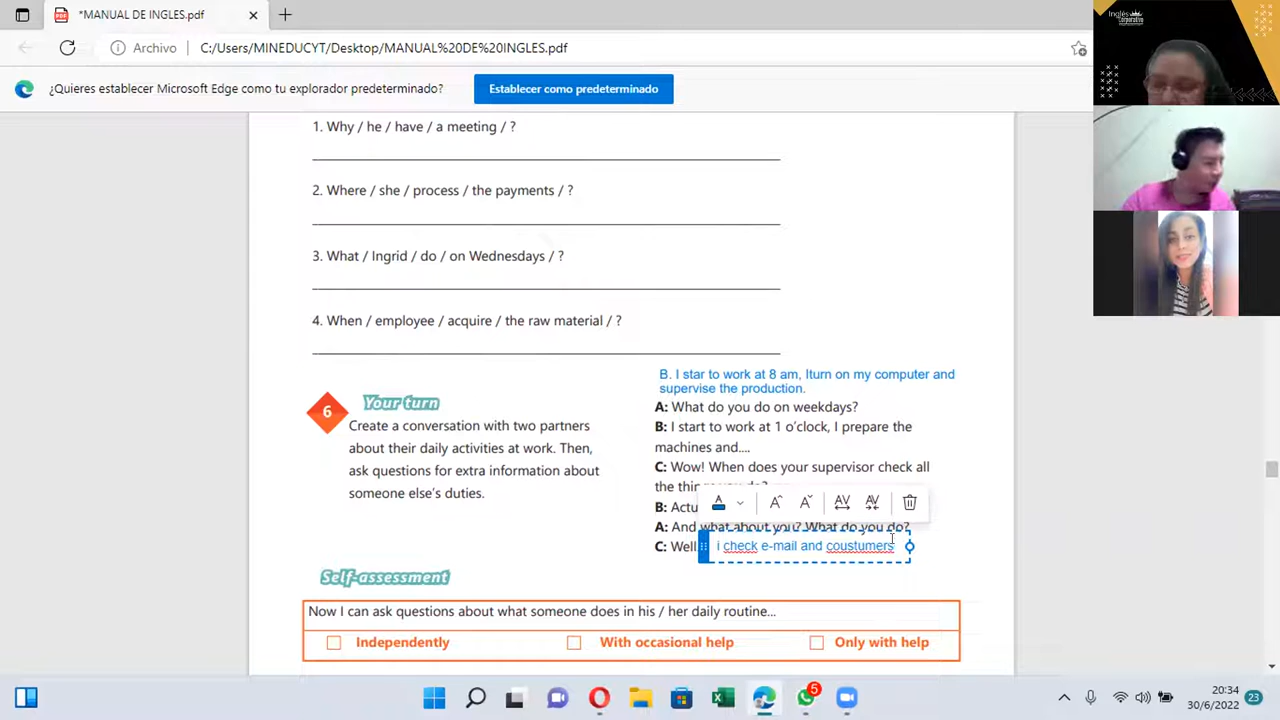 *MANUAL DE INGLES.pdf
Archivo
C:/Users/MINEDUCYT/Desktop/MANUAL%20DE%20INGLES.pdf
¿Quieres establecer Microsoft Edge como tu explorador predeterminado?
Establecer como predeterminado
Inglés
Corporativo
1. Why / he / have / a meeting / ?
2. Where / she / process / the payments / ?
3. What / Ingrid / do / on Wednesdays / ?
4. When / employee / acquire / the raw material / ?
6
Your turn
Create a conversation with two partners
about their daily activities at work. Then,
ask questions for extra information about
someone else's duties.
B. I star to work at 8 am, Iturn on my computer and
supervise the production.
A: What do you do on weekdays?
B: I start to work at 1 o'clock, I prepare the
machines and....
C: Wow! When does your supervisor check all
the thin
B: Actu
A: And what about you? What do you do?
C: Well. i check e-mail and coustumers
Self-assessment
Now I can ask questions about what someone does in his / her daily routine...
Independently
With occasional help
Only with help
5
20:34
30/6/2022
23